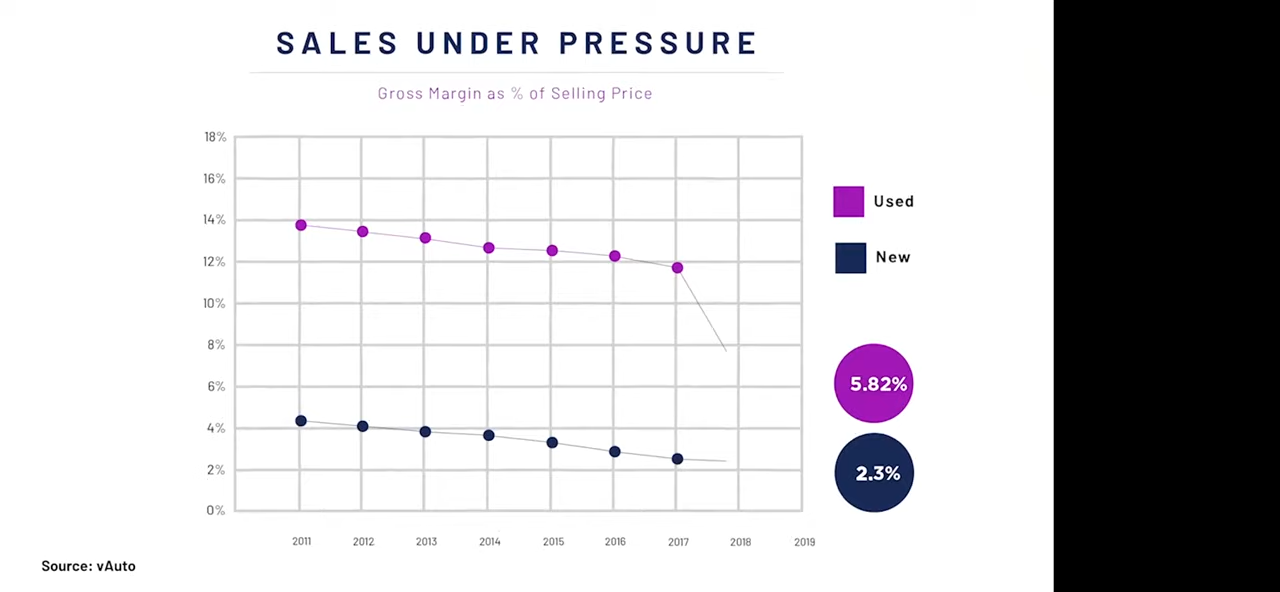 SALES UNDER PRESSURE
Gross Margin as % of Selling Price
18%
16%
14%
12%
10%
8%
6%
4%
2%
0%
2011 2012 2013 2014 2015 2016 2017 2018 2019
Used
New
5.82%
2.3%
Source: vAuto